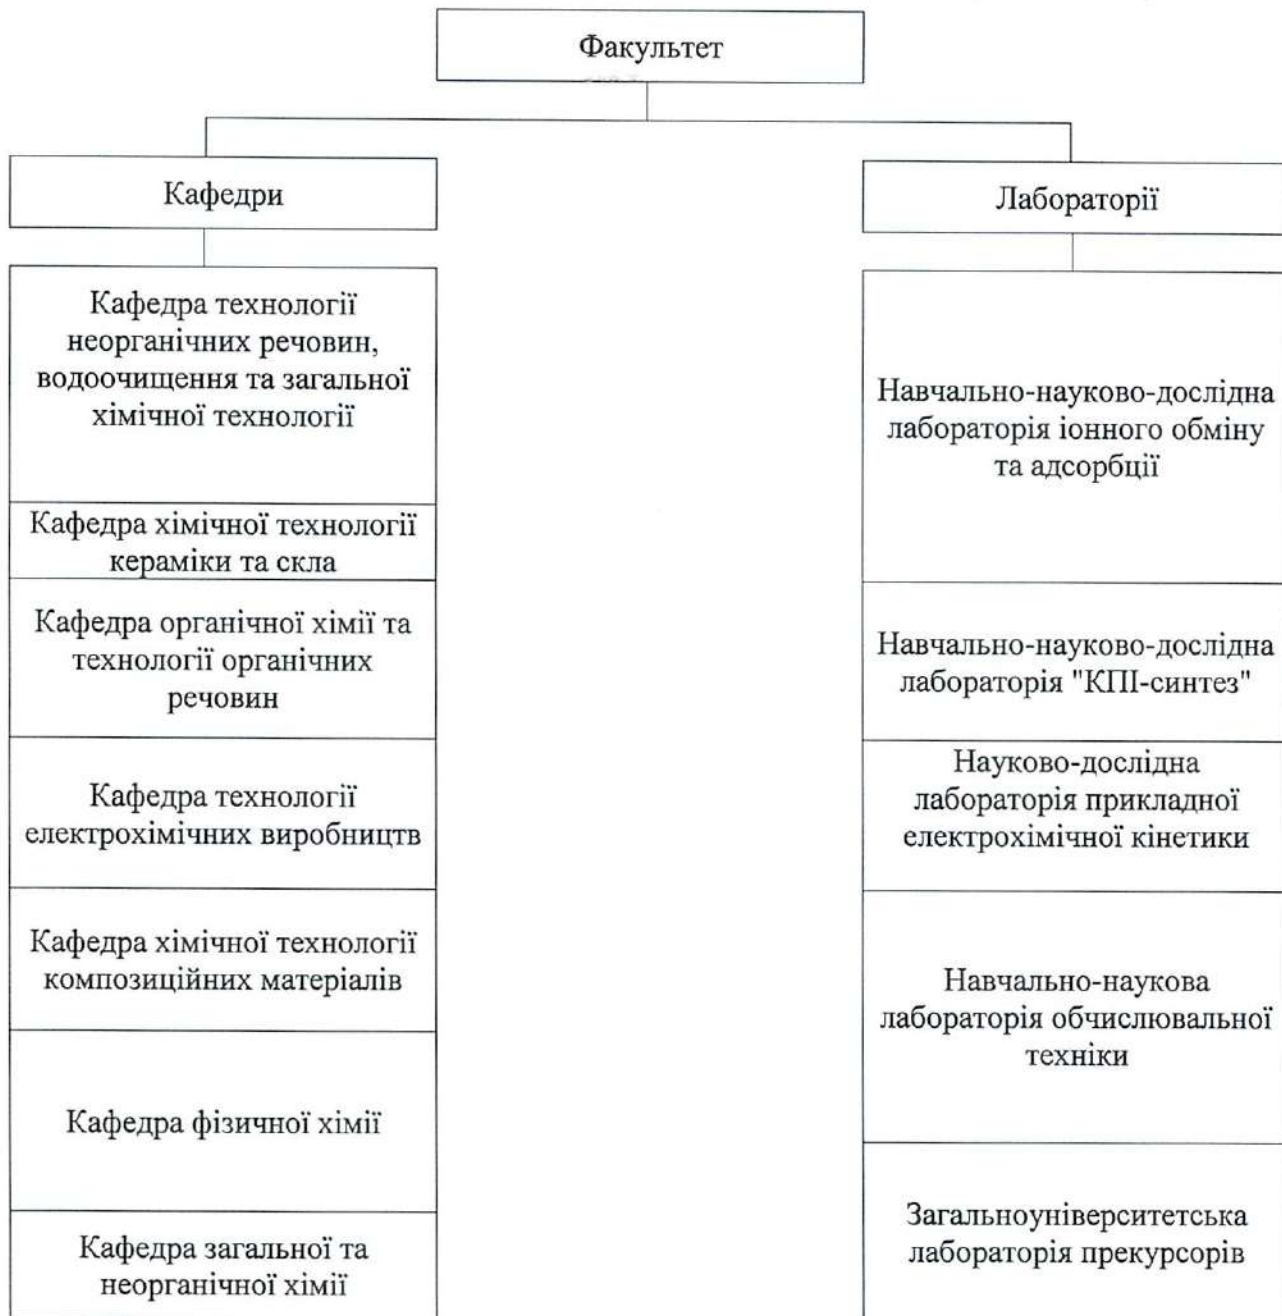 Факультет
Кафедри
Кафедра технології
неорганічних речовин,
водоочищення та загальної
хімічної технології
Кафедра хімічної технології
кераміки та скла
Кафедра органічної хімії та
технології органічних
речовин
Кафедра технології
електрохімічних виробництв
Кафедра хімічної технології
композиційних матеріалів
Кафедра фізичної хімії
Кафедра загальної та
неорганічної хімії
Лабораторії
Навчально-науково-дослідна
лабораторія іонного обміну
та адсорбції
Навчально-науково-дослідна
лабораторія "КПІ-синтез"
Науково-дослідна
лабораторія прикладної
електрохімічної кінетики
Навчально-наукова
лабораторія обчислювальної
техніки
Загальноуніверситетська
лабораторія прекурсорів